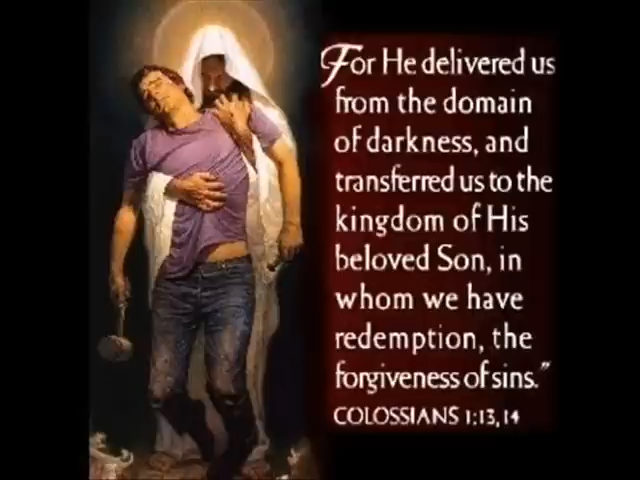 For He delivered us
from the domain
of darkness, and
transferred us to the
kingdom of His
beloved Son, in
whom we have
redemption, the
forgiveness of sins."
COLOSSIANS 1:13,14